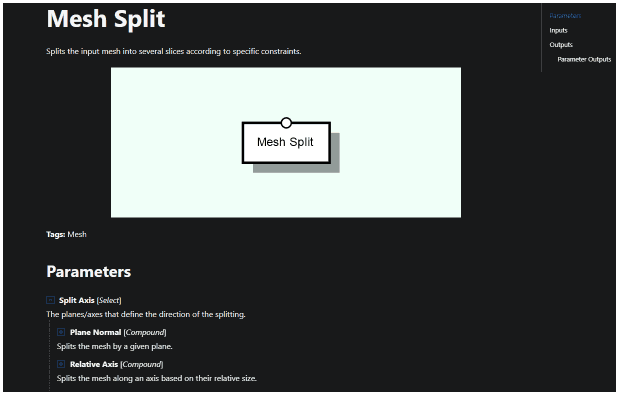 Mesh Split
Splits the input mesh into several slices according to specific constraints.
Mesh Split
Tags: Mesh
Parameters
Split Axis [Select]
The planes/axes that define the direction of the splitting.
Plane Normal [Compound]
Splits the mesh by a given plane.
Relative Axis [Compound]
Splits the mesh along an axis based on their relative size.
Parameters
Inputs
Outputs
Parameter Outputs